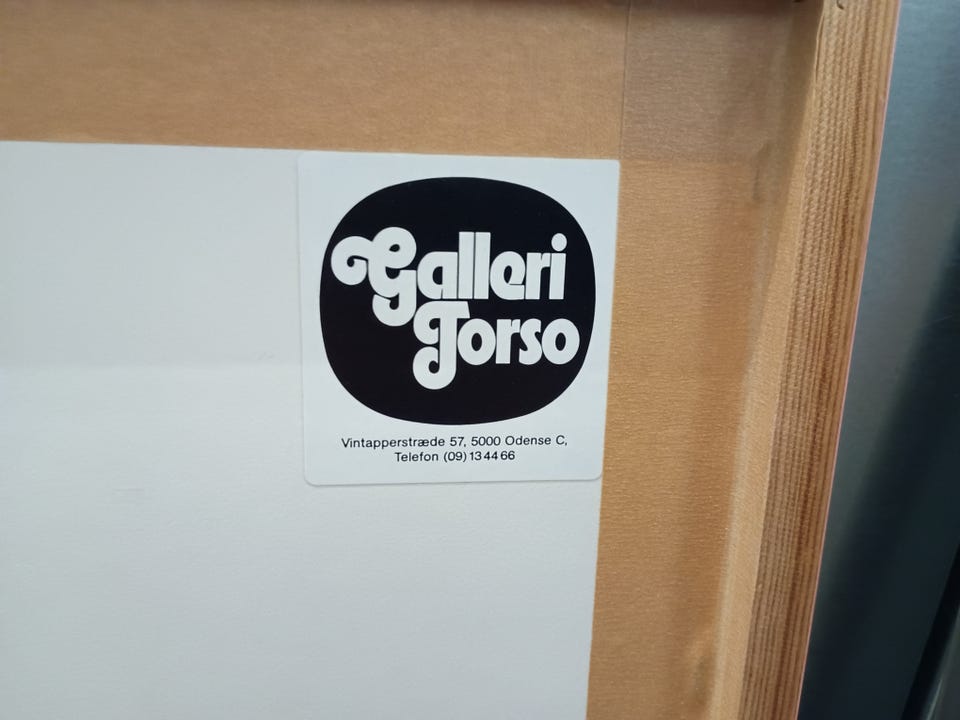 Galleri
Torso
Vintapperstræde 57, 5000 Odense C,
Telefon (09) 13 44 66